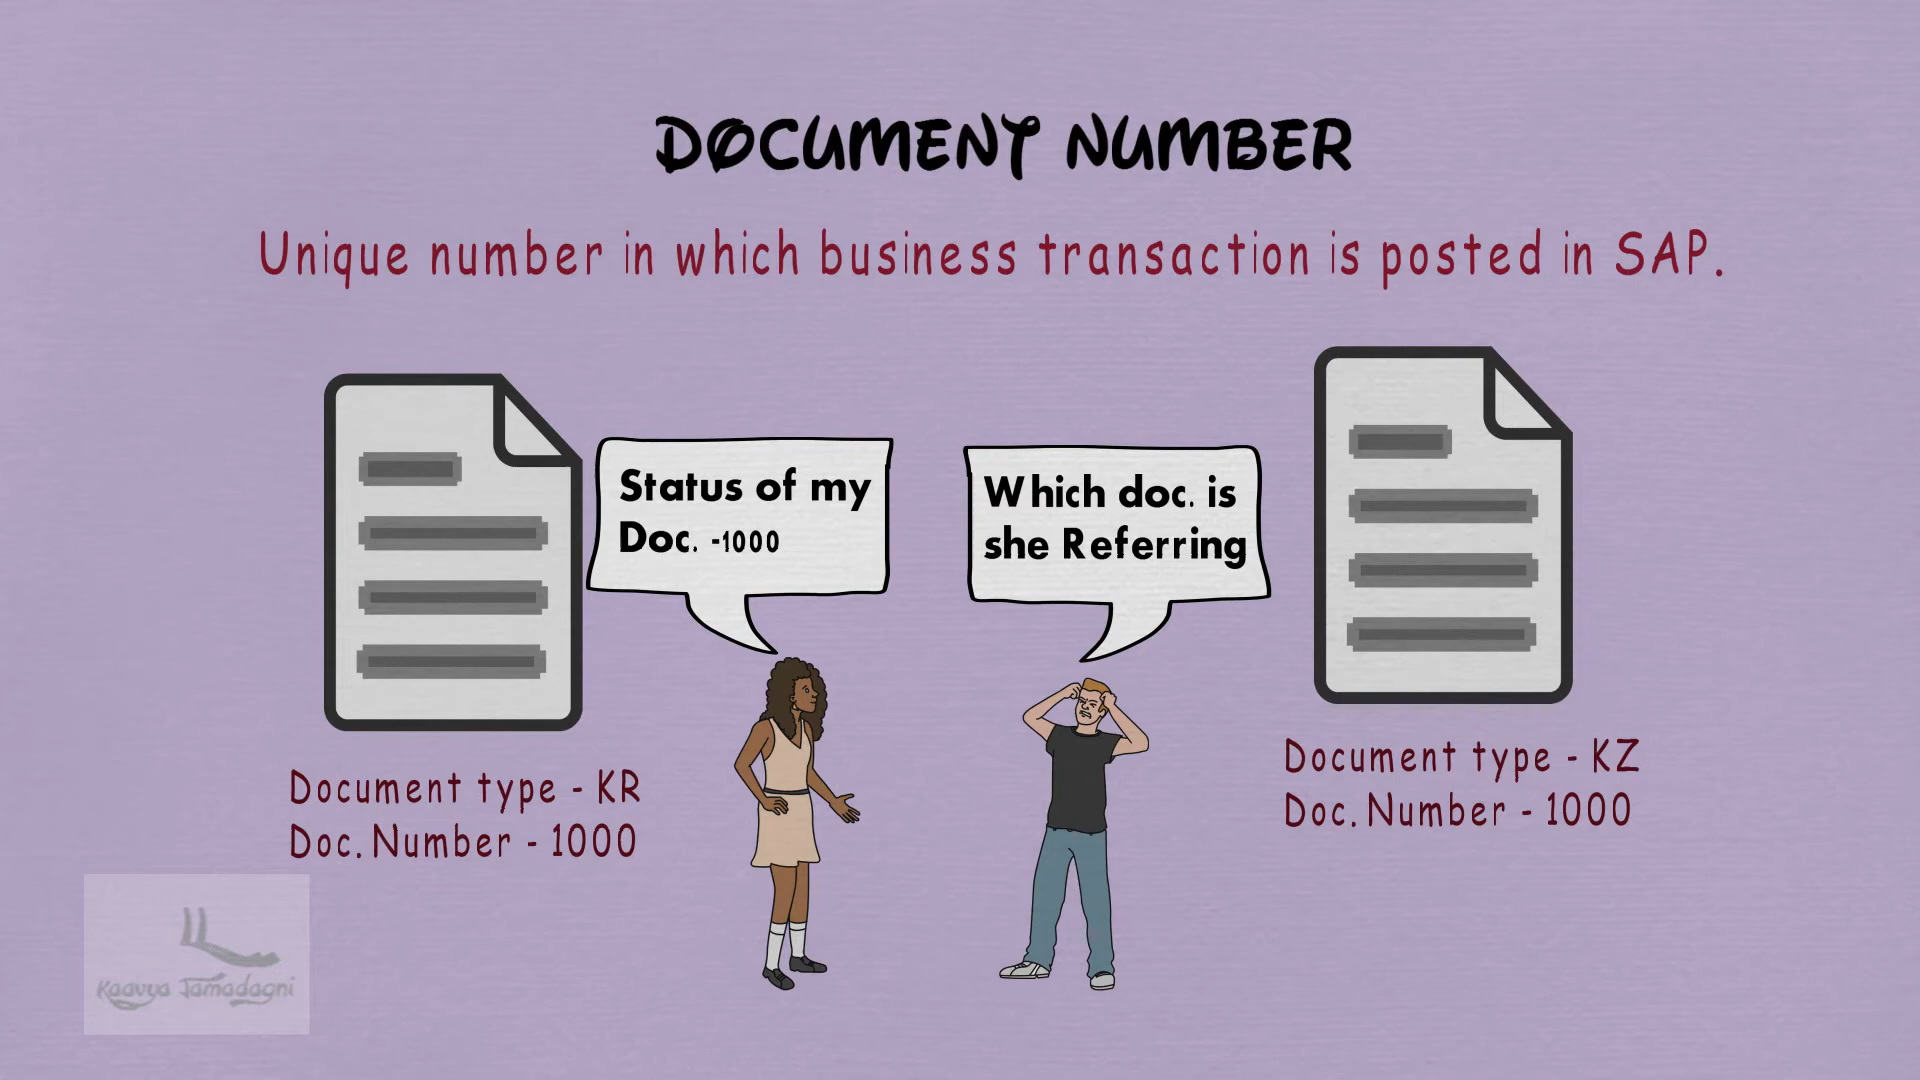 DOCUMENT NUMBER
Unique number in which business transaction is posted in SAP.
Status of my
Doc. -1000
Which doc. is
she Referring
Document type - KR
Doc. Number - 1000
Document type - KZ
Doc. Number - 1000
Kaavya Jamadagni